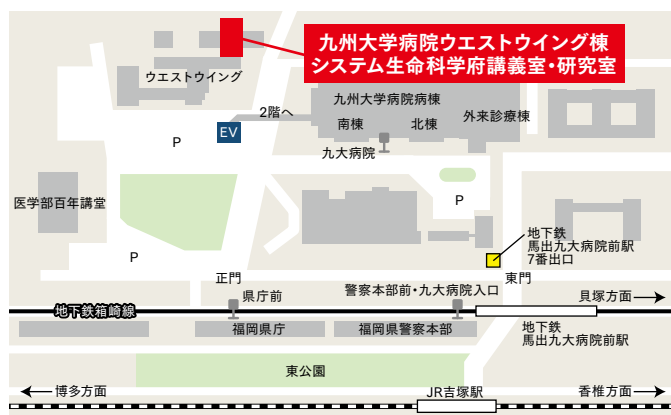 九州大学病院ウエストウイング棟
システム生命科学府講義室・研究室
ウエストウイング
2階へ
EV
九州大学病院病棟
南棟
北棟
外来診療棟
九大病院
P
P
医学部百年講堂
P
地下鉄
馬出九大病院前駅
7番出口
正門
東門
県庁前
警察本部前・九大病院入口
貝塚方面
地下鉄箱崎線
福岡県庁
福岡県警察本部
地下鉄
馬出九大病院前駅
東公園
博多方面
JR吉塚駅
香椎方面